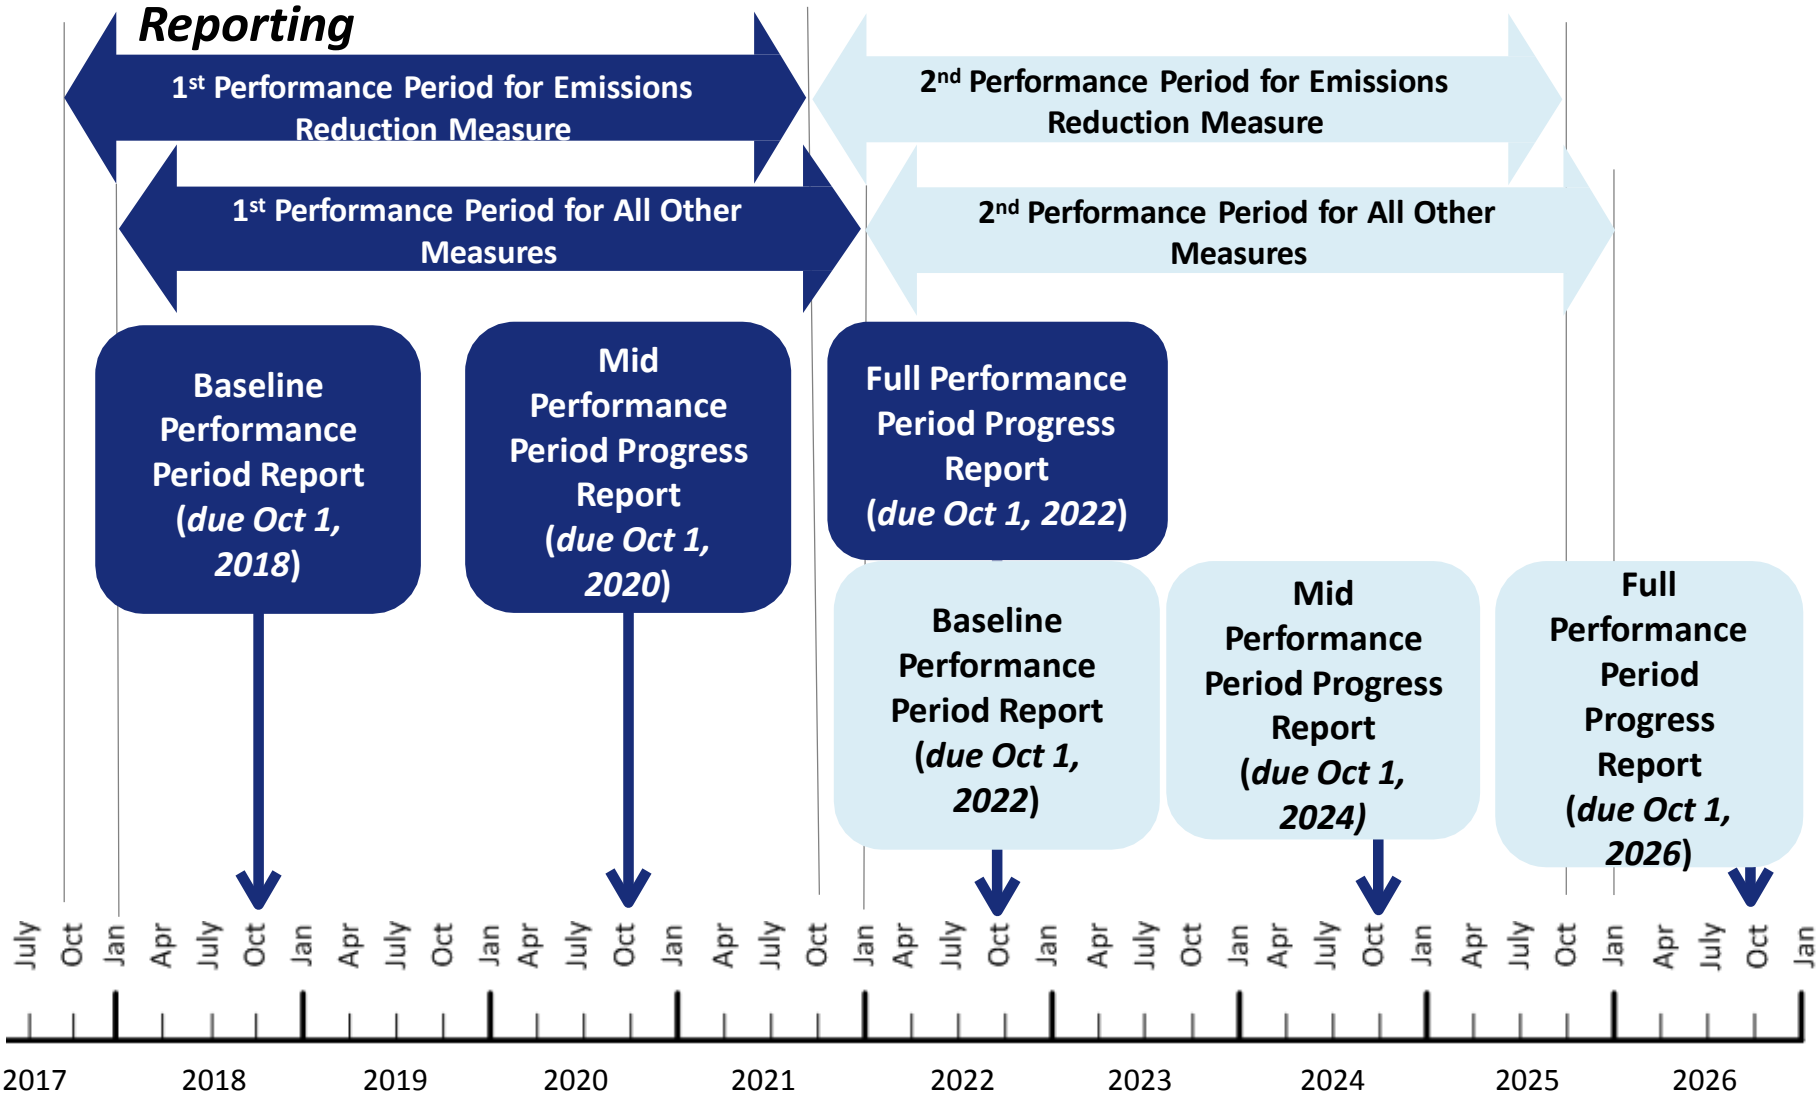 Reporting
1st Performance Period for Emissions
Reduction Measure
2nd Performance Period for Emissions
Reduction Measure
1st Performance Period for All Other
Measures
2nd Performance Period for All Other
Measures
Baseline
Performance
Period Report
(due Oct 1,
2018)
Mid
Performance
Period Progress
Report
(due Oct 1,
2020)
Full Performance
Period Progress
Report
(due Oct 1, 2022)
Baseline
Performance
Period Report
(due Oct 1,
2022)
Mid
Performance
Period Progress
Report
(due Oct 1,
2024)
Full
Performance
Period
Progress
Report
(due Oct 1,
2026)
July Oct Jan Apr July Oct Jan Apr July Oct Jan Apr July Oct Jan Apr July Oct Jan Apr July Oct Jan Apr July Oct Jan Apr July Oct Jan Apr July Oct Jan Apr July Oct Jan
2017 2018 2019 2020 2021 2022 2023 2024 2025 2026